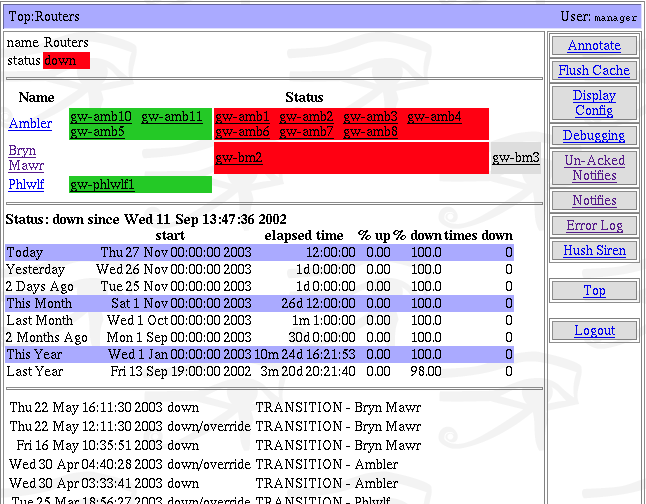 Top:Routers User: manager
name Routers
status down
Annotate
Flush Cache
Display
Config
Debugging
Un-Acked
Notifies
Notifies
Error Log
Hush Siren
Top
Logout
Name Status
Ambler gw-amb10 gw-amb11 gw-amb1 gw-amb2 gw-amb3 gw-amb4
gw-amb5 gw-amb6 gw-amb7 gw-amb8
Bryn
Mawr gw-bm2 gw-bm3
Phlwlf gw-phlwlf1
Status: down since Wed 11 Sep 13:47:36 2002
start elapsed time % up % down times down
Today Thu 27 Nov 00:00:00 2003 12:00:00 0.00 100.0 0
Yesterday Wed 26 Nov 00:00:00 2003 1d 0:00:00 0.00 100.0 0
2 Days Ago Tue 25 Nov 00:00:00 2003 1d 0:00:00 0.00 100.0 0
This Month Sat 1 Nov 00:00:00 2003 26d 12:00:00 0.00 100.0 0
Last Month Wed 1 Oct 00:00:00 2003 1m 1:00:00 0.00 100.0 0
2 Months Ago Mon 1 Sep 00:00:00 2003 30d 0:00:00 0.00 100.0 0
This Year Wed 1 Jan 00:00:00 2003 10m 24d 16:21:53 0.00 100.0 0
Last Year Fri 13 Sep 19:00:00 2002 3m 20d 20:21:40 0.00 98.00 0
Thu 22 May 16:11:30 2003 down TRANSITION - Bryn Mawr
Thu 22 May 12:11:30 2003 down/override TRANSITION - Bryn Mawr
Fri 16 May 10:35:51 2003 down TRANSITION - Bryn Mawr
Wed 30 Apr 04:40:28 2003 down/override TRANSITION - Ambler
Wed 30 Apr 03:33:41 2003 down TRANSITION - Ambler
Tue 25 Mar 18:56:27 2003 down/override TRANSITION - Phlwlf